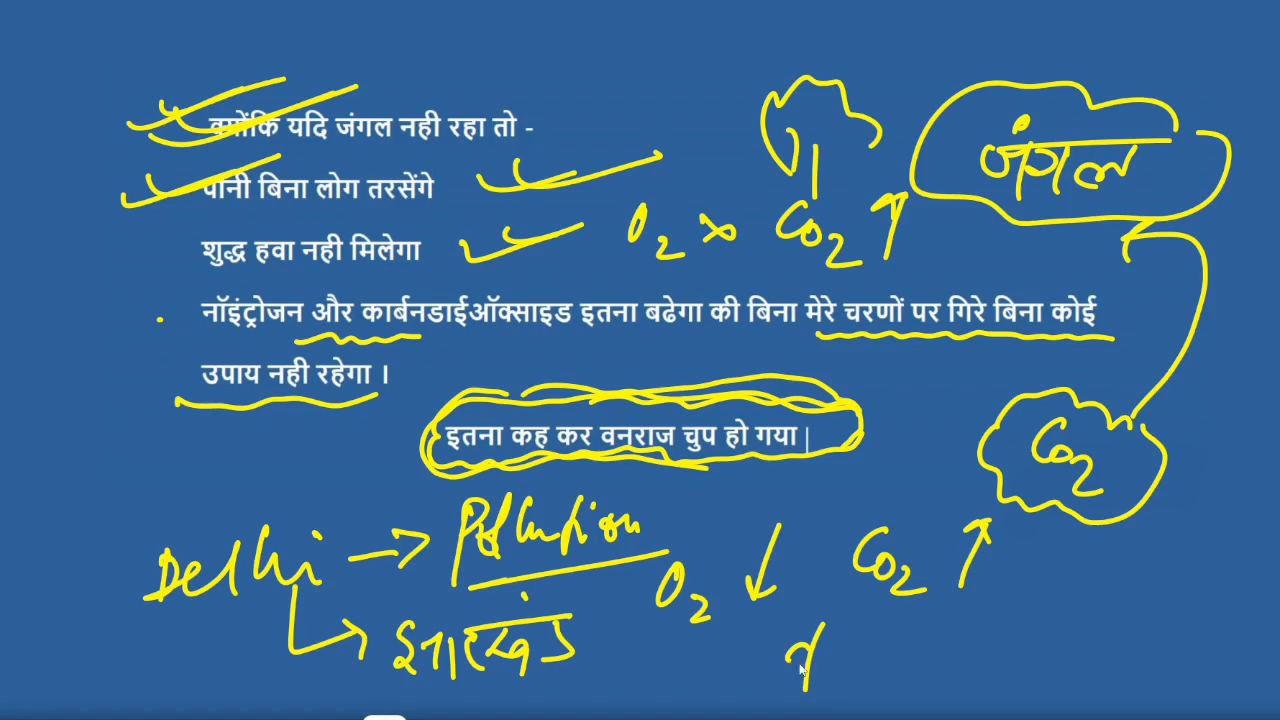 क्योंकि यदि जंगल नही रहा तो -
पानी बिना लोग तरसेंगे
शुद्ध हवा नही मिलेगा
नॉइंट्रोजन और कार्बनडाईऑक्साइड इतना बढेगा की बिना मेरे चरणों पर गिरे बिना कोई
उपाय नही रहेगा ।
इतना कह कर वनराज चुप हो गया |
जंगल
O2 × CO2 ↑
CO2
Delhi → Pollution
O2 ↓ CO2 ↑
झारखंड